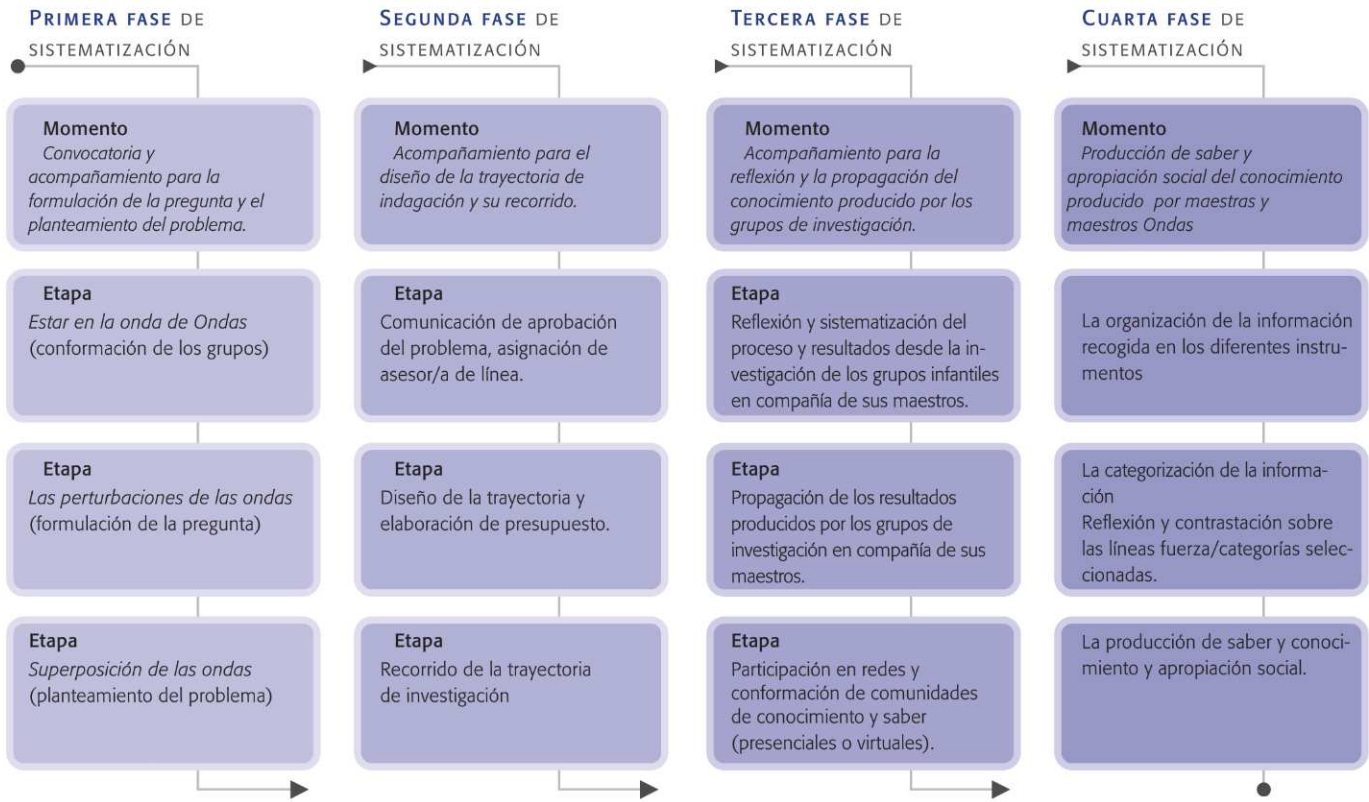 PRIMERA FASE DE
SISTEMATIZACIÓN
Momento
Convocatoria y
acompañamiento para la
formulación de la pregunta y el
planteamiento del problema.
Etapa
Estar en la onda de Ondas
(conformación de los grupos)
Etapa
Las perturbaciones de las ondas
(formulación de la pregunta)
Etapa
Superposición de las ondas
(planteamiento del problema)
SEGUNDA FASE DE
SISTEMATIZACIÓN
Momento
Acompañamiento para el
diseño de la trayectoria de
indagación y su recorrido.
Etapa
Comunicación de aprobación
del problema, asignación de
asesor/a de línea.
Etapa
Diseño de la trayectoria y
elaboración de presupuesto.
Etapa
Recorrido de la trayectoria
de investigación
TERCERA FASE DE
SISTEMATIZACIÓN
Momento
Acompañamiento para la
reflexión y la propagación del
conocimiento producido por los
grupos de investigación.
Etapa
Reflexión y sistematización del
proceso y resultados desde la in-
vestigación de los grupos infantiles
en compañía de sus maestros.
Etapa
Propagación de los resultados
producidos por los grupos de
investigación en compañía de sus
maestros.
Etapa
Participación en redes y
conformación de comunidades
de conocimiento y saber
(presenciales o virtuales).
CUARTA FASE DE
SISTEMATIZACIÓN
Momento
Producción de saber y
apropiación social del conocimiento
producido por maestras y
maestros Ondas
La organización de la información
recogida en los diferentes instru-
mentos
La categorización de la informa-
ción
Reflexión y contrastación sobre
las líneas fuerza/categorías selec-
cionadas.
La producción de saber y conoci-
miento y apropiación social.